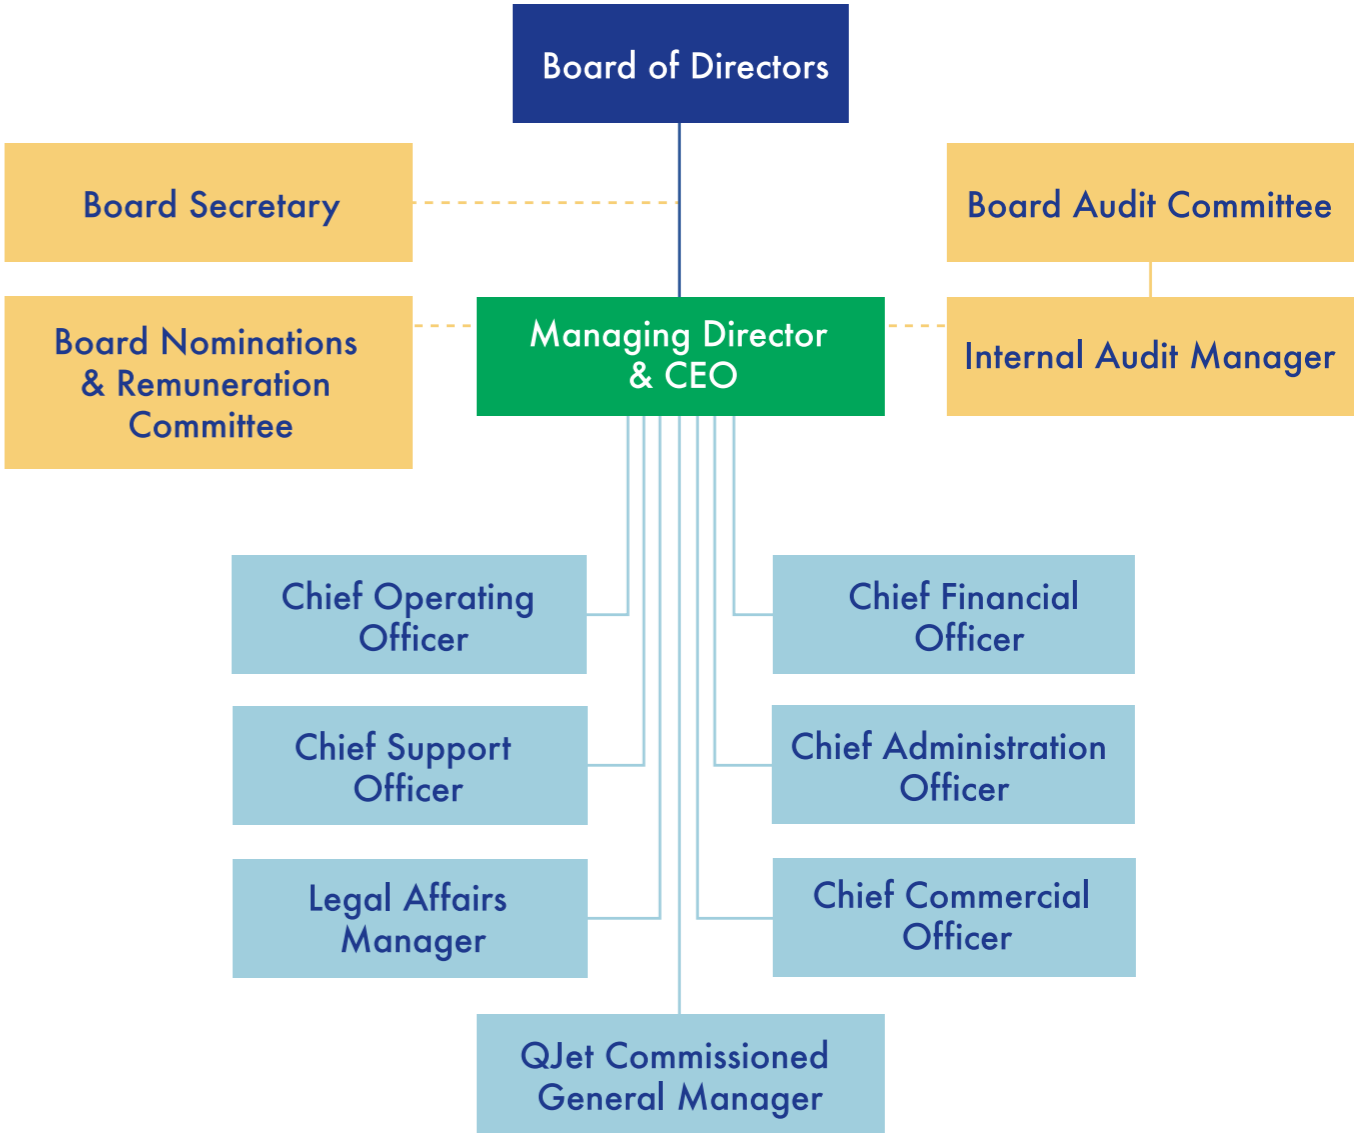 Board of Directors
Board Secretary
Board Audit Committee
Board Nominations
& Remuneration
Committee
Managing Director
& CEO
Internal Audit Manager
Chief Operating
Officer
Chief Financial
Officer
Chief Support
Officer
Chief Administration
Officer
Legal Affairs
Manager
Chief Commercial
Officer
QJet Commissioned
General Manager